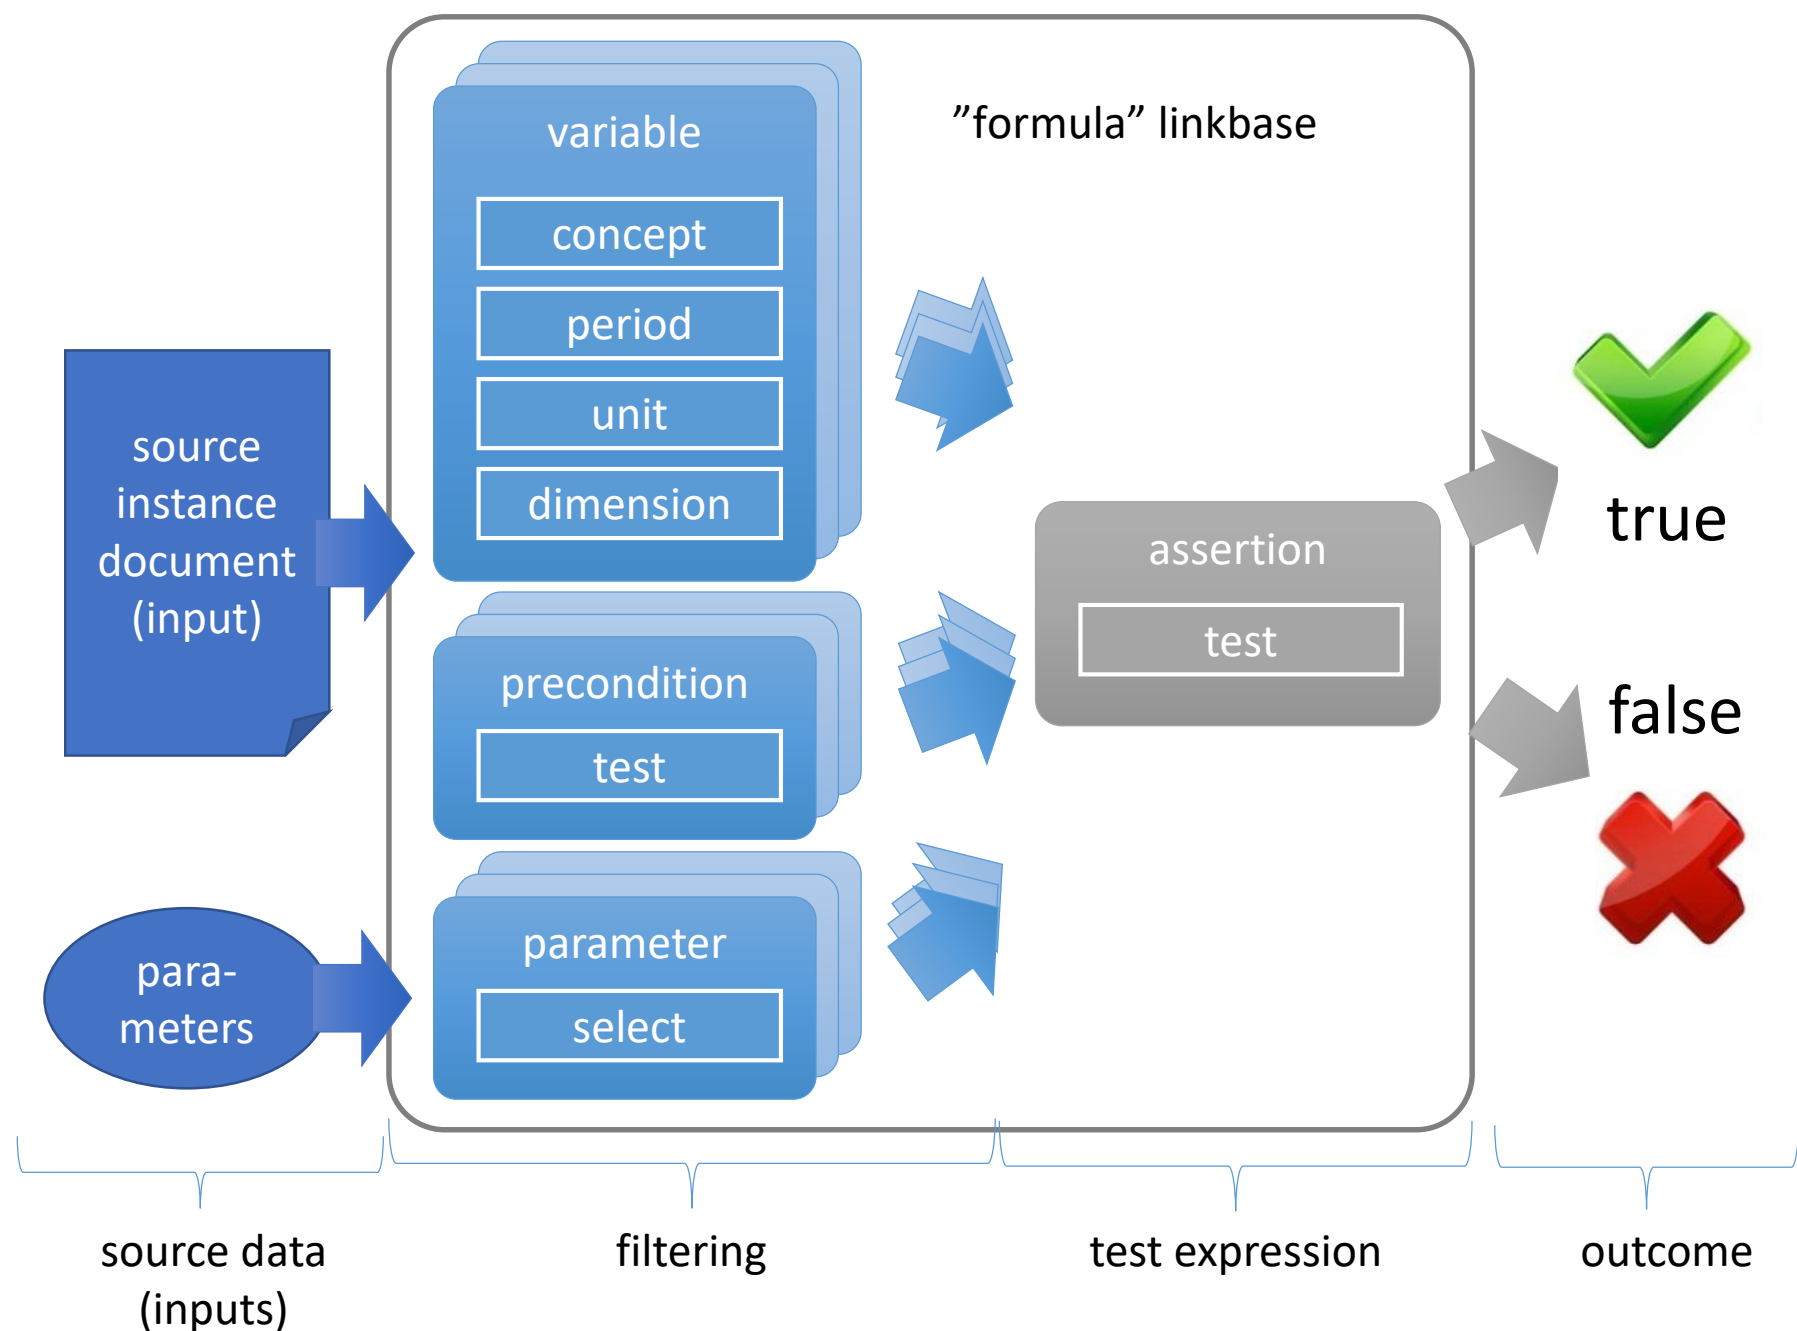 ”formula” linkbase
variable
concept
period
unit
dimension
source
instance
document
(input)
precondition
test
parameter
select
para-
meters
assertion
test
true
false
source data
(inputs)
filtering
test expression
outcome